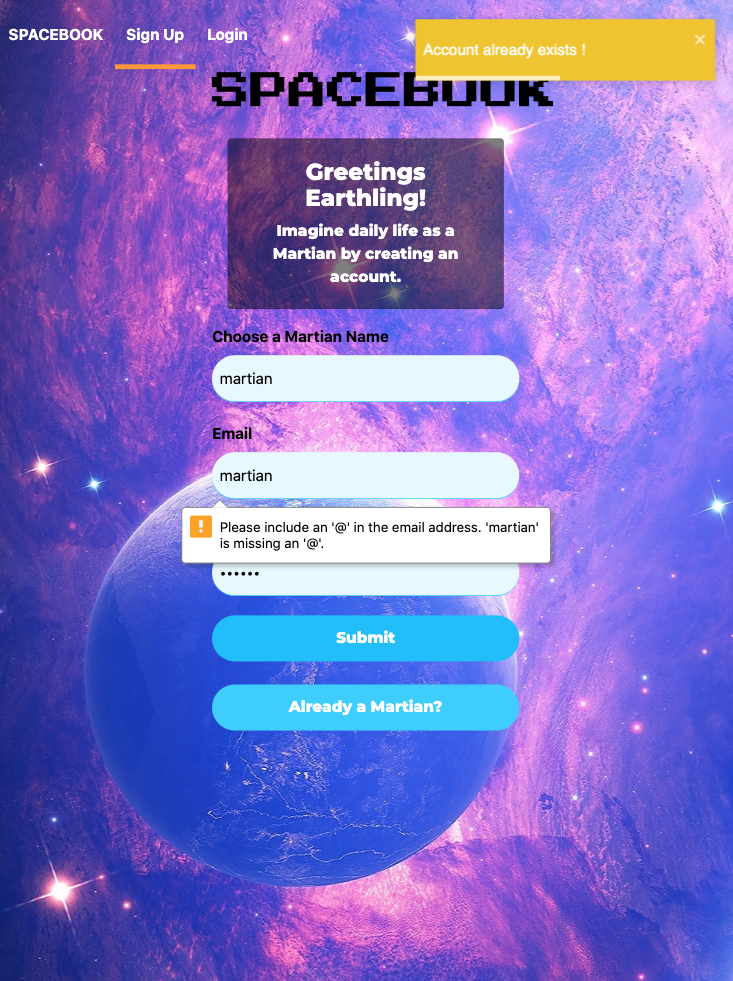 SPACEBOOK Sign Up Login
Account already exists ! ×
SPACEBOOK
Greetings
Earthling!
Imagine daily life as a
Martian by creating an
account.
Choose a Martian Name
martian
Email
martian
! Please include an '@' in the email address. 'martian'
is missing an '@'.
••••••
Submit
Already a Martian?